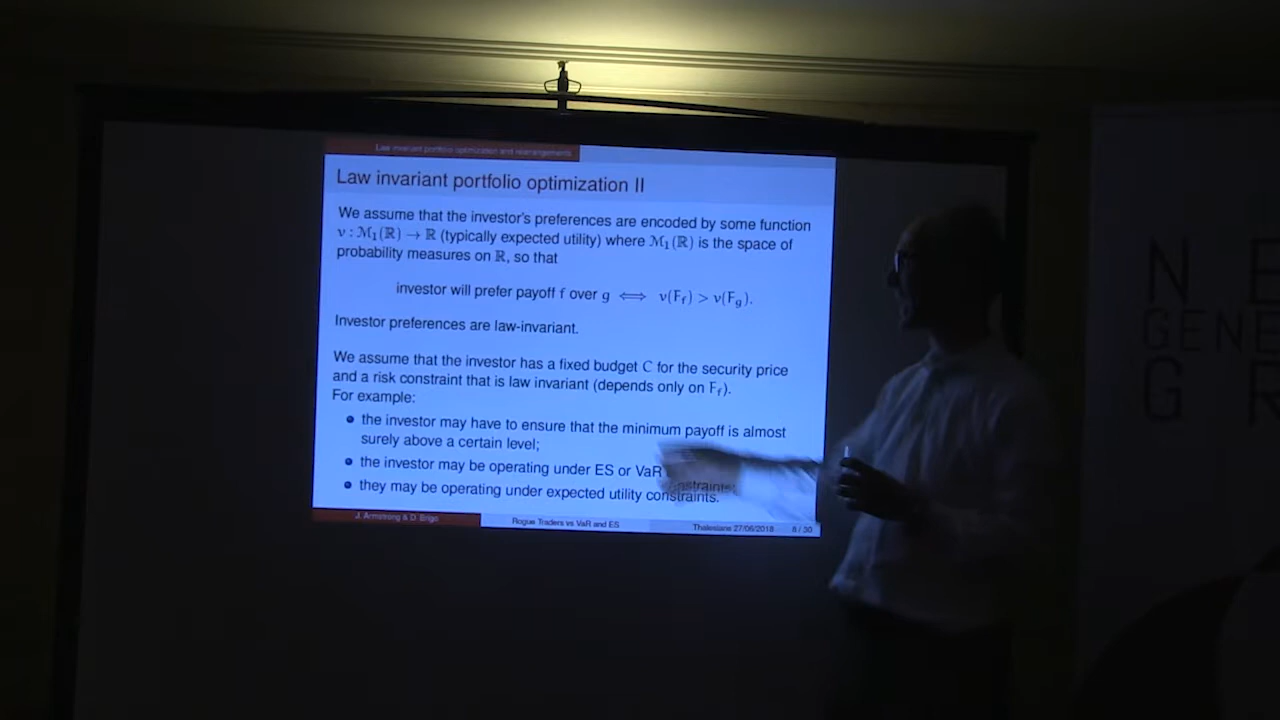 Law invariant portfolio optimization and rearrangements
Law invariant portfolio optimization II
We assume that the investor's preferences are encoded by some function
ν : ℳ₁(ℝ) → ℝ (typically expected utility) where ℳ₁(ℝ) is the space of
probability measures on ℝ, so that
investor will prefer payoff f over g ⟺ ν(F_f) > ν(F_g).
Investor preferences are law-invariant.
We assume that the investor has a fixed budget C for the security price
and a risk constraint that is law invariant (depends only on F_f).
For example:
the investor may have to ensure that the minimum payoff is almost
surely above a certain level;
the investor may be operating under ES or VaR constraints;
they may be operating under expected utility constraints.
J. Armstrong & D. Brigo
Rogue Traders vs VaR and ES
Thalesians 27/06/2018
8 / 30
N E
GENE
G R